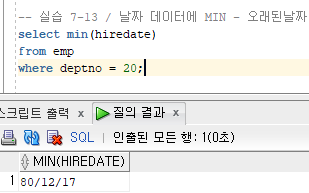 -- 실습 7-13 / 날짜 데이터에 MIN - 오래된날짜
select min(hiredate)
from emp
where deptno = 20;
스크립트 출력 x 질의 결과 x
SQL | 인출된 모든 행: 1(0초)
MIN(HIREDATE)
1 80/12/17